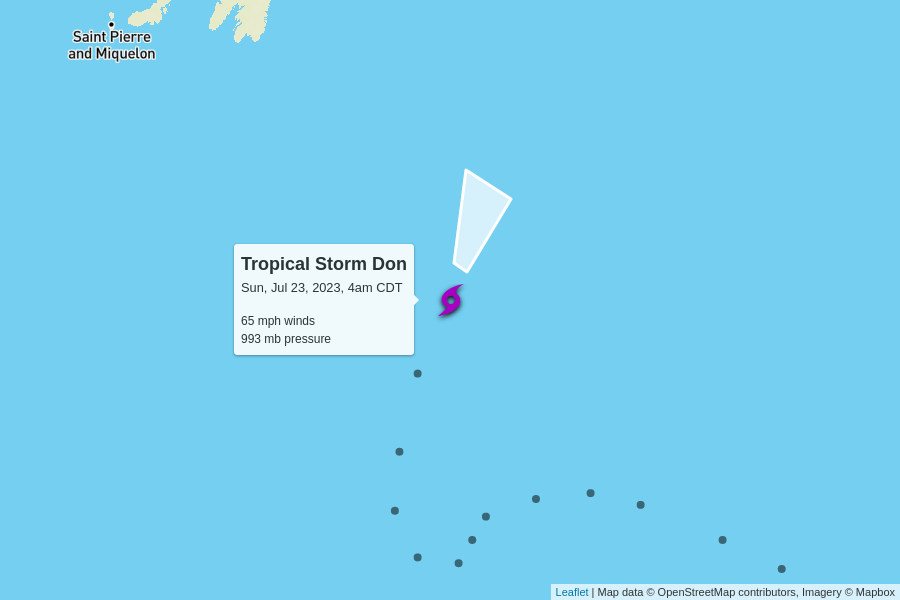 Saint Pierre
and Miquelon
Tropical Storm Don
Sun, Jul 23, 2023, 4am CDT
65 mph winds
993 mb pressure
Leaflet | Map data © OpenStreetMap contributors, Imagery © Mapbox